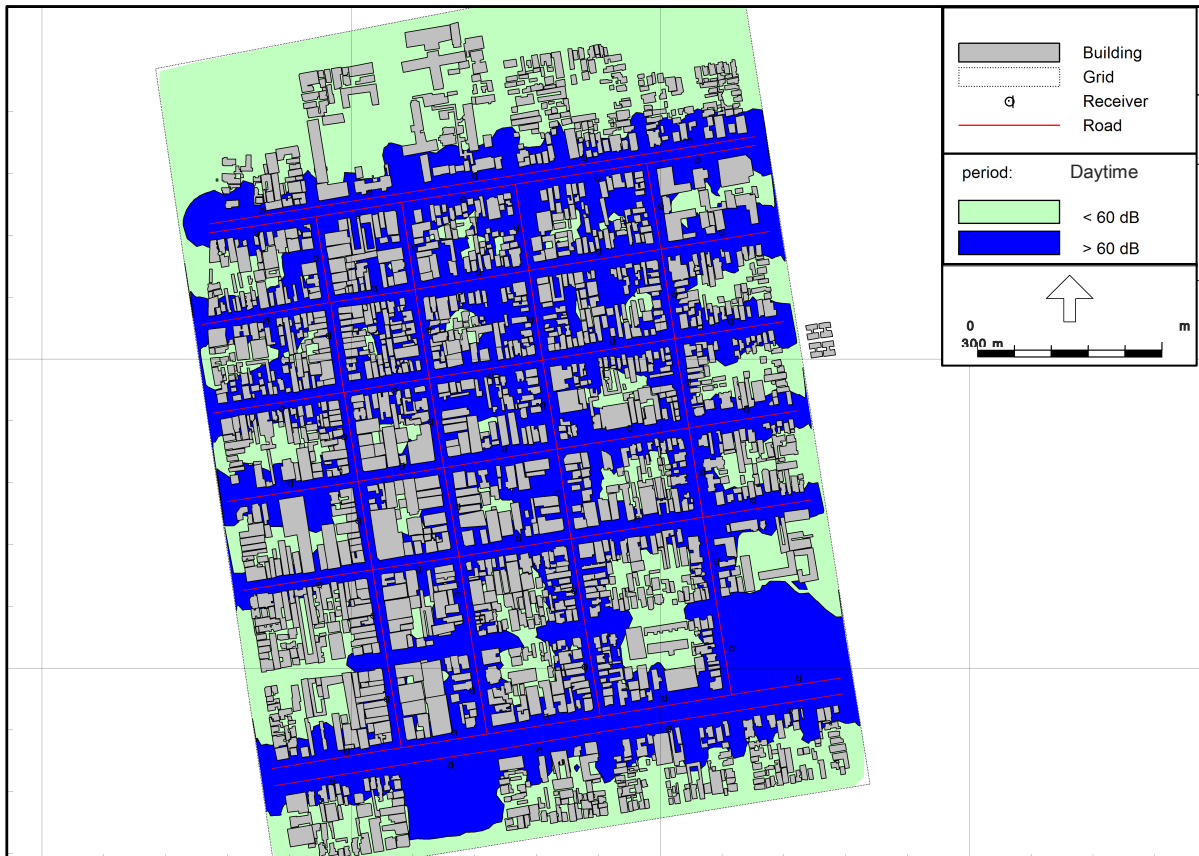 Building
Grid
Receiver
Road
period: Daytime
< 60 dB
> 60 dB
0 m
300 m